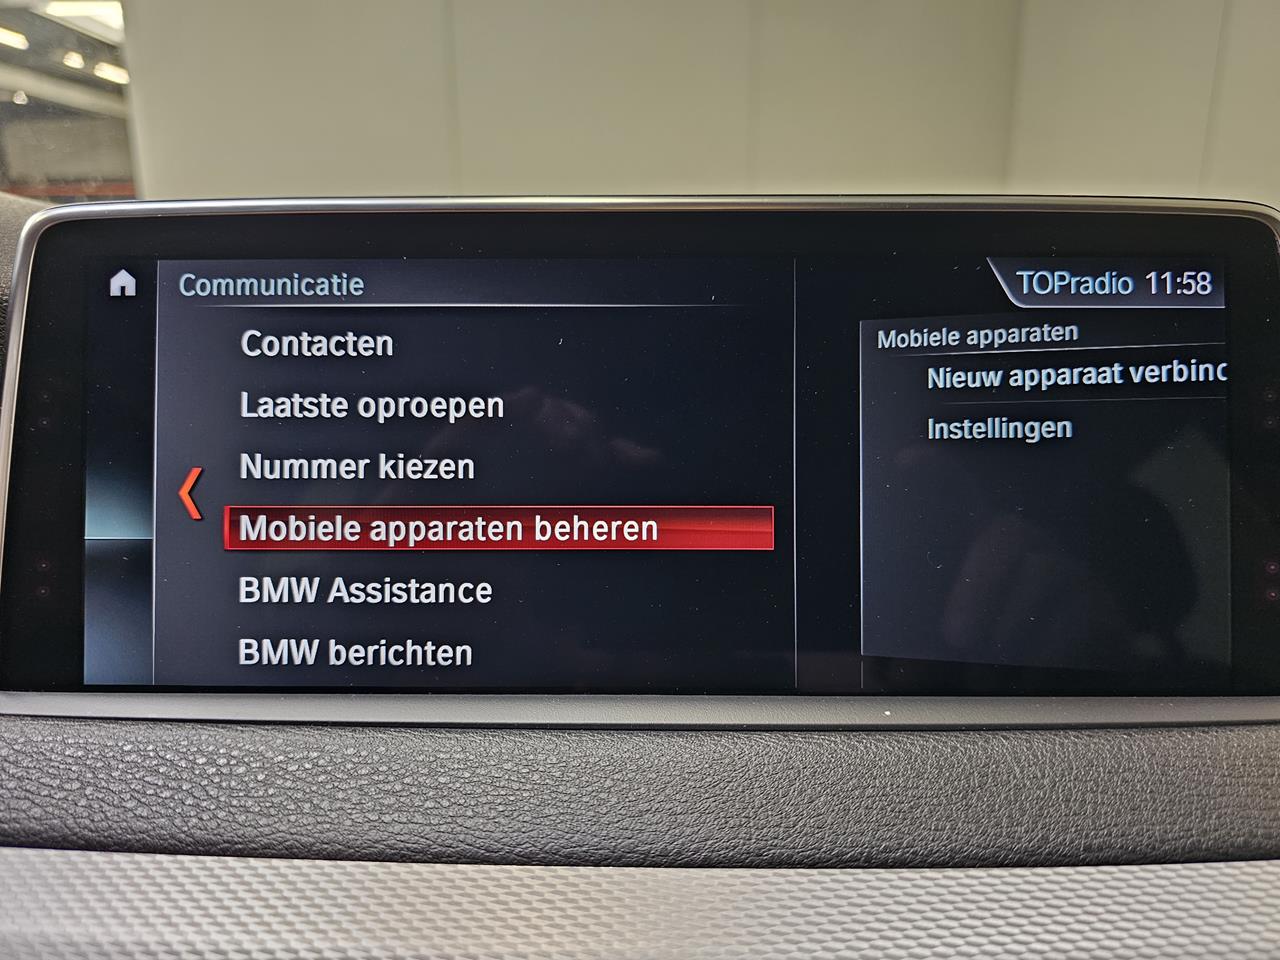 Communicatie
TOPradio 11:58
Contacten
Laatste oproepen
Nummer kiezen
Mobiele apparaten beheren
BMW Assistance
BMW berichten
Mobiele apparaten
Nieuw apparaat verbinc
Instellingen